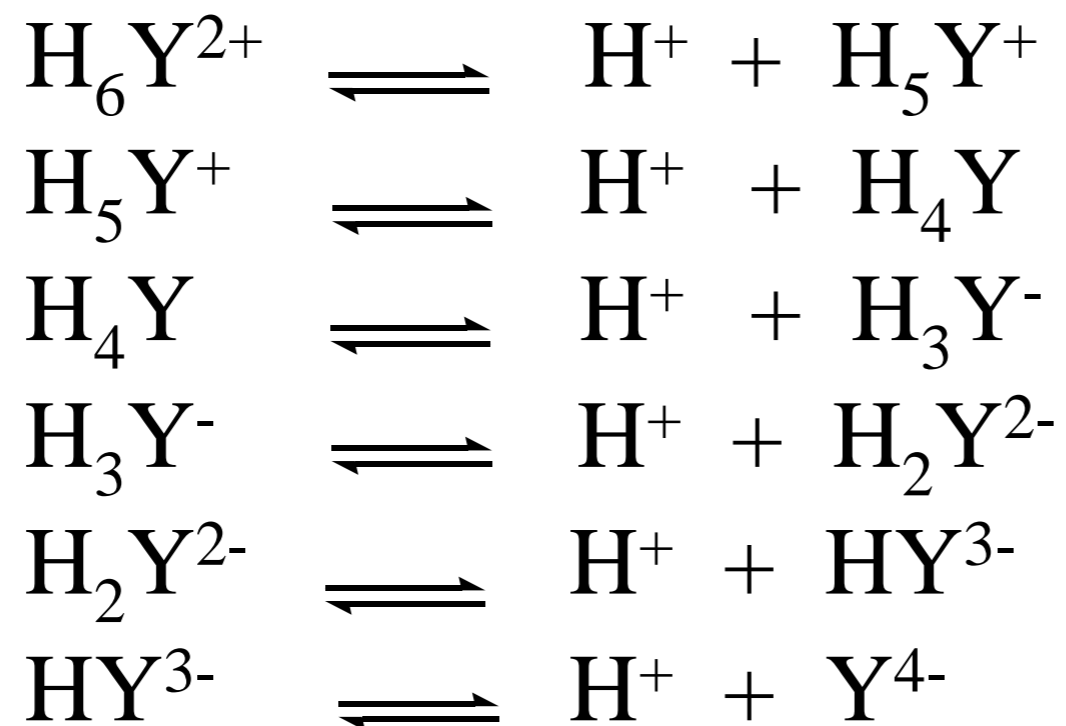 H₆Y²⁺ ⇌ H⁺ + H₅Y⁺
H₅Y⁺ ⇌ H⁺ + H₄Y
H₄Y ⇌ H⁺ + H₃Y⁻
H₃Y⁻ ⇌ H⁺ + H₂Y²⁻
H₂Y²⁻ ⇌ H⁺ + HY³⁻
HY³⁻ ⇌ H⁺ + Y⁴⁻